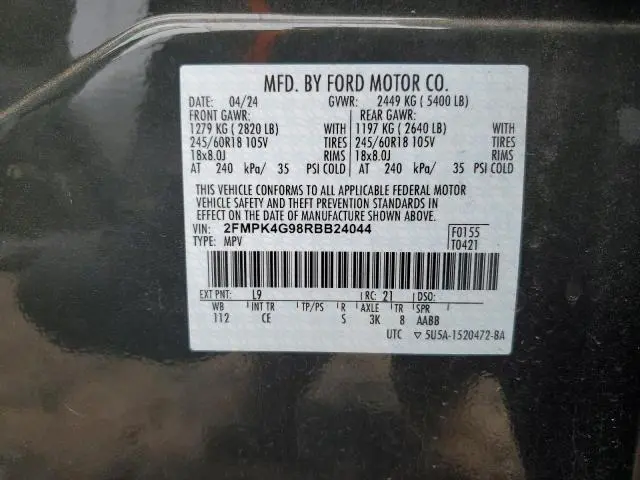 MFD. BY FORD MOTOR CO.
DATE: 04/24 GVWR: 2449 KG ( 5400 LB)
FRONT GAWR: REAR GAWR:
1279 KG ( 2820 LB) WITH 1197 KG ( 2640 LB) WITH
245/60R18 105V TIRES 245/60R18 105V TIRES
18x8.0J RIMS 18x8.0J RIMS
AT 240 kPa/ 35 PSI COLD AT 240 kPa/ 35 PSI COLD
THIS VEHICLE CONFORMS TO ALL APPLICABLE FEDERAL MOTOR
VEHICLE SAFETY AND THEFT PREVENTION STANDARDS IN
EFFECT ON THE DATE OF MANUFACTURE SHOWN ABOVE.
VIN: 2FMPK4G98RBB24044 F0155
TYPE: MPV T0421
EXT PNT: L9 RC: 21 DSO:
WB INT TR TP/PS R AXLE TR SPR
112 CE S 3K 8 AABB
UTC ▽ 5U5A-1520472-BA